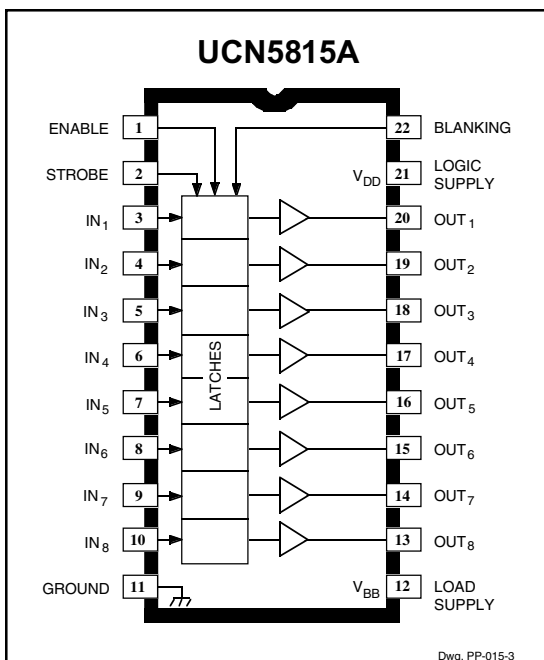 UCN5815A
ENABLE 1 22 BLANKING
STROBE 2 V_DD 21 LOGIC SUPPLY
IN1 3 20 OUT1
IN2 4 19 OUT2
IN3 5 18 OUT3
IN4 6 17 OUT4
LATCHES
IN5 7 16 OUT5
IN6 8 15 OUT6
IN7 9 14 OUT7
IN8 10 13 OUT8
GROUND 11 V_BB 12 LOAD SUPPLY
Dwg. PP-015-3